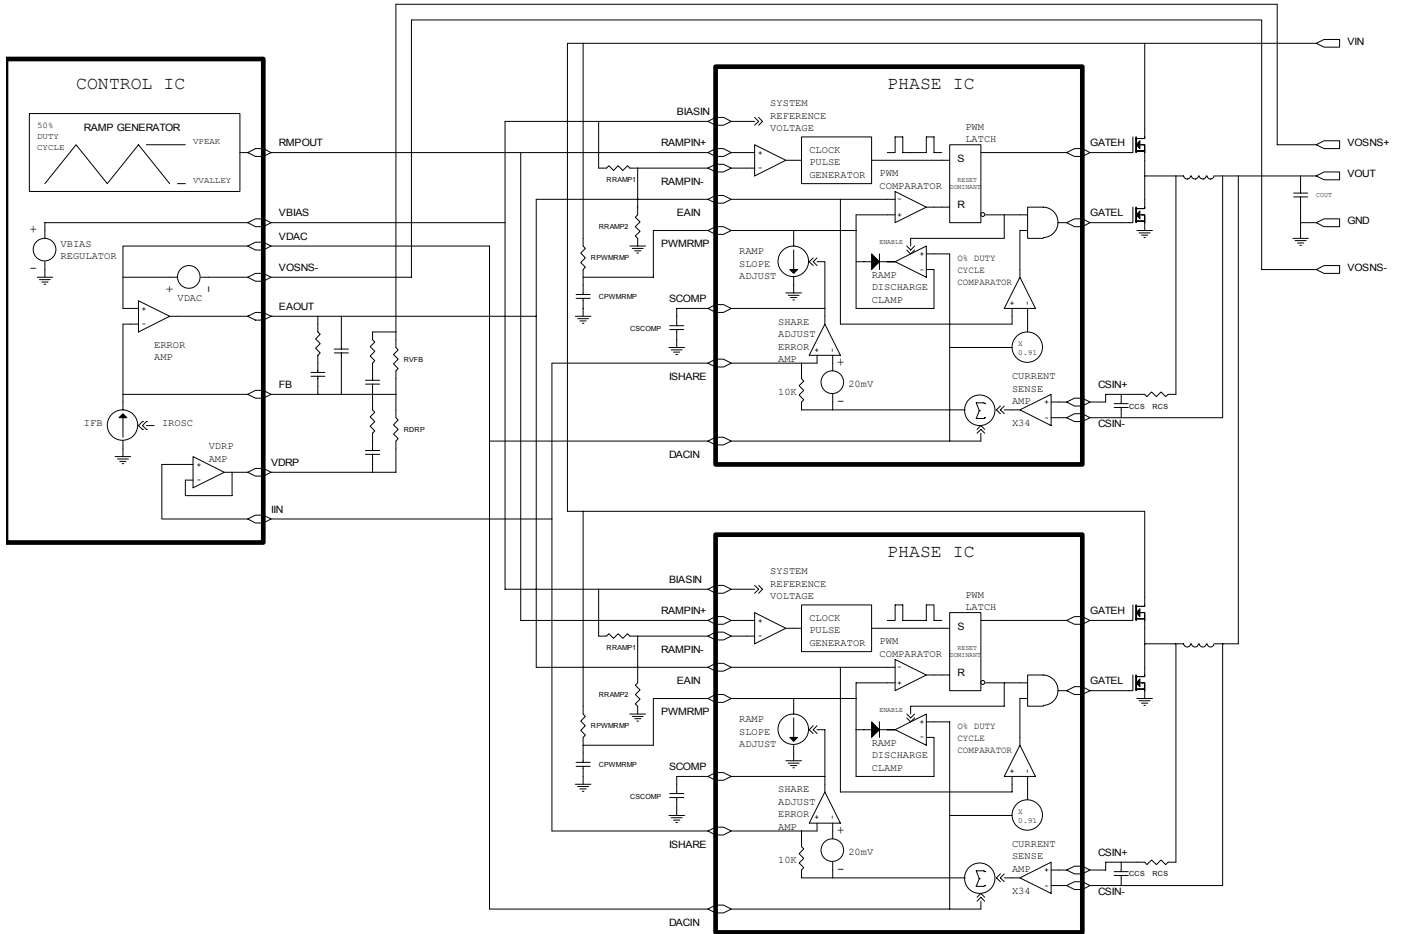 CONTROL IC
50%
DUTY
CYCLE
RAMP GENERATOR
VPEAK
VVALLEY
RMPOUT
VBIAS
+
VBIAS
REGULATOR
-
VDAC
VOSNS-
+ -
VDAC
EAOUT
+
-
ERROR
AMP
RVFB
FB
IFB
IROSC
RDRP
VDRP
AMP
+
-
VDRP
IIN
PHASE IC
BIASIN
SYSTEM
REFERENCE
VOLTAGE
RAMPIN+
+
-
CLOCK
PULSE
GENERATOR
PWM
LATCH
S
RESET
DOMINANT
R
GATEH
RRAMP1
RAMPIN-
PWM
COMPARATOR
-
+
EAIN
RRAMP2
PWMRMP
GATEL
RPWMRMP
RAMP
SLOPE
ADJUST
ENABLE
+
-
RAMP
DISCHARGE
CLAMP
0% DUTY
CYCLE
COMPARATOR
+ -
CPWMRMP
SCOMP
CSCOMP
SHARE
ADJUST
ERROR
AMP
+ -
X
0.91
ISHARE
10K
+
20mV
-
CURRENT
SENSE
AMP
X34
+
-
Σ
CSIN+
CCS RCS
CSIN-
DACIN
VIN
VOSNS+
VOUT
COUT
GND
VOSNS-
PHASE IC
BIASIN
SYSTEM
REFERENCE
VOLTAGE
RAMPIN+
+
-
CLOCK
PULSE
GENERATOR
PWM
LATCH
S
RESET
DOMINANT
R
GATEH
RRAMP1
RAMPIN-
PWM
COMPARATOR
-
+
EAIN
RRAMP2
PWMRMP
GATEL
RPWMRMP
RAMP
SLOPE
ADJUST
ENABLE
+
-
RAMP
DISCHARGE
CLAMP
0% DUTY
CYCLE
COMPARATOR
+ -
CPWMRMP
SCOMP
CSCOMP
SHARE
ADJUST
ERROR
AMP
+ -
X
0.91
ISHARE
10K
+
20mV
-
CURRENT
SENSE
AMP
X34
+
-
Σ
CSIN+
CCS RCS
CSIN-
DACIN